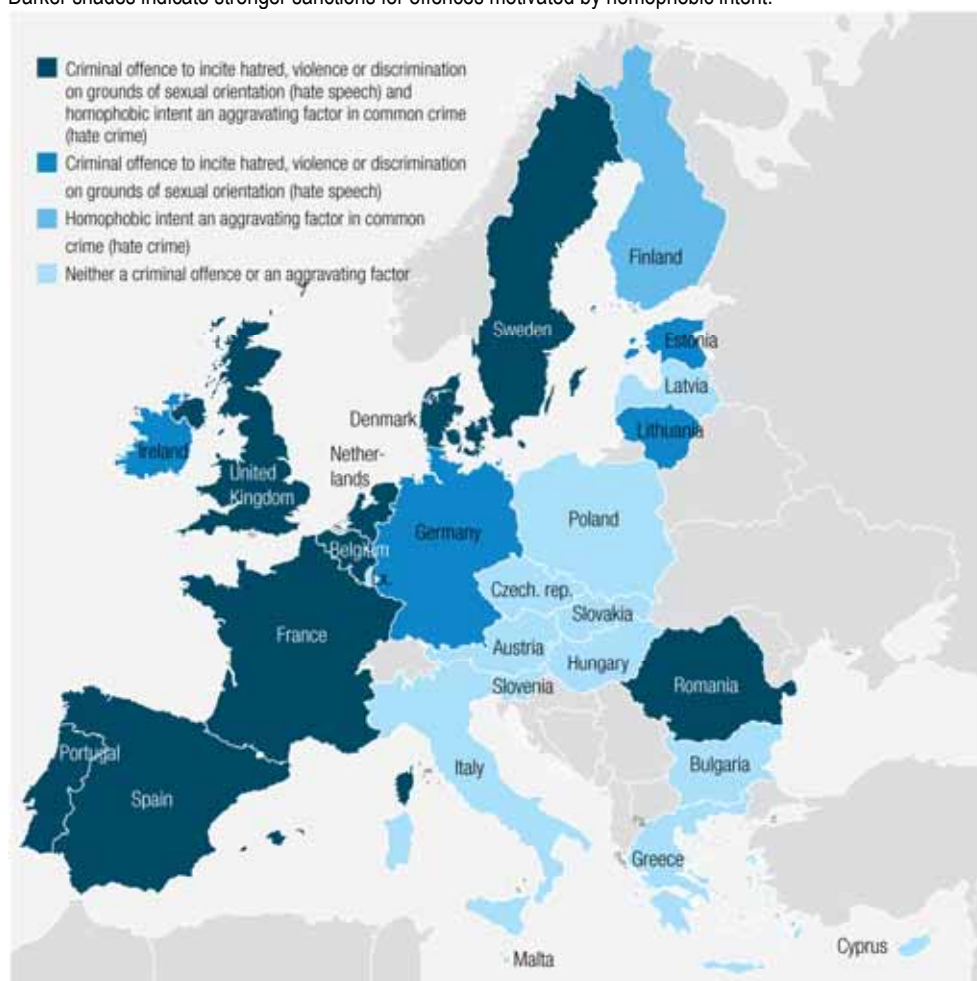 Darker shades indicate stronger sanctions for offences motivated by homophobic intent.
Criminal offence to incite hatred, violence or discrimination
on grounds of sexual orientation (hate speech) and
homophobic intent an aggravating factor in common crime
(hate crime)
Criminal offence to incite hatred, violence or discrimination
on grounds of sexual orientation (hate speech)
Homophobic intent an aggravating factor in common
crime (hate crime)
Neither a criminal offence or an aggravating factor
Finland
Sweden
Estonia
Latvia
Denmark
Lithuania
Ireland
Nether-
lands
United
Kingdom
Poland
Germany
Belgium
Czech. rep.
Slovakia
France
Austria
Hungary
Slovenia
Romania
Portugal
Italy
Bulgaria
Spain
Greece
Cyprus
Malta